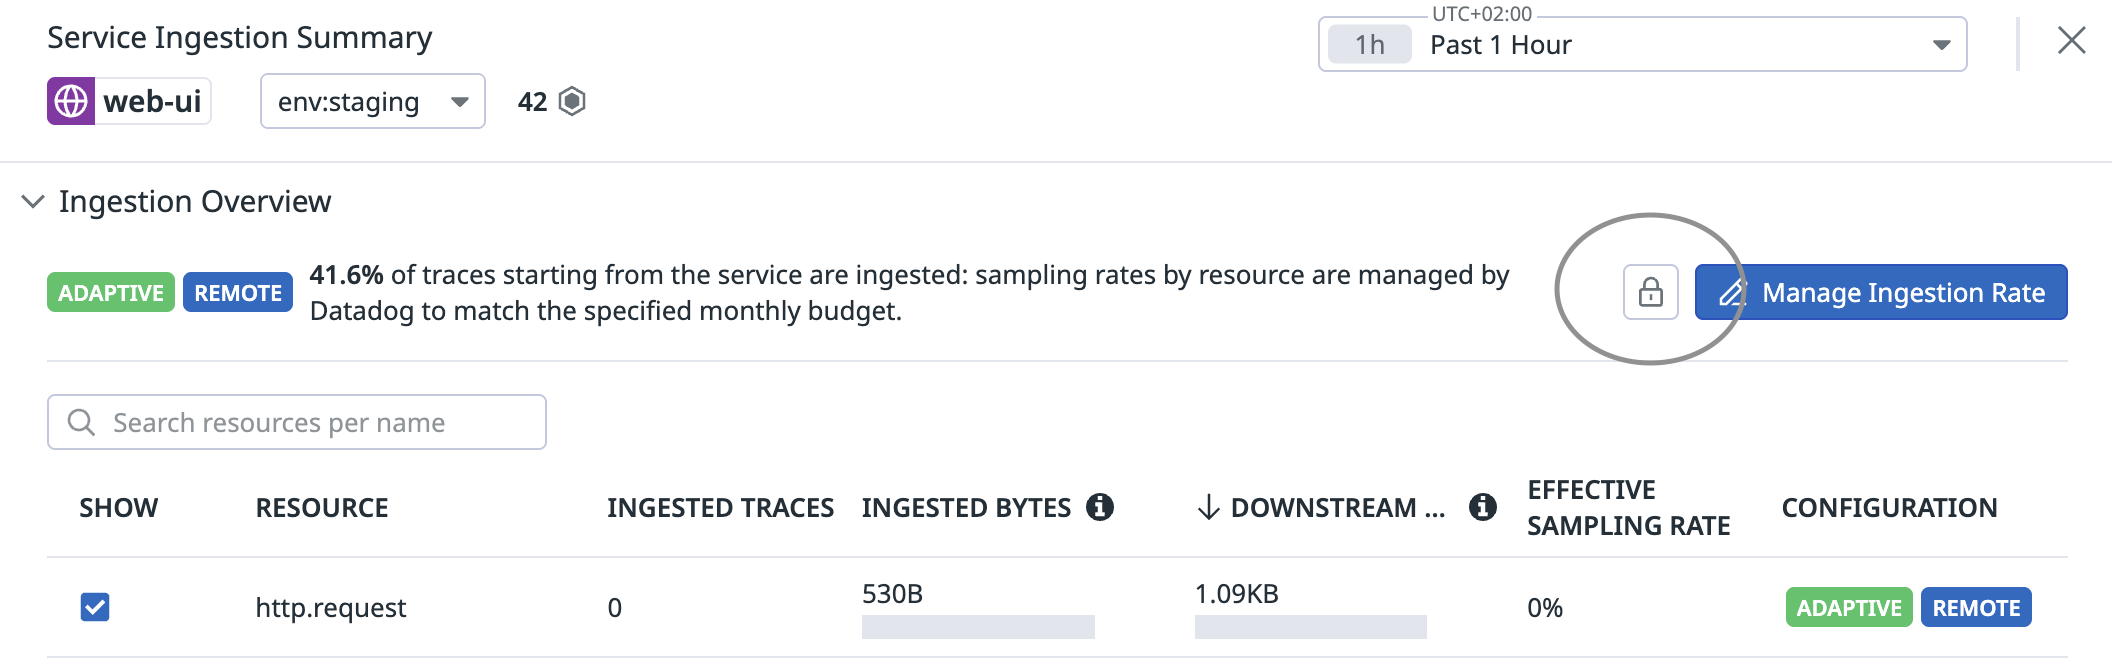 Service Ingestion Summary
UTC+02:00
1h Past 1 Hour
web-ui
env:staging
42
Ingestion Overview
ADAPTIVE REMOTE
41.6% of traces starting from the service are ingested: sampling rates by resource are managed by
Datadog to match the specified monthly budget.
Manage Ingestion Rate
Search resources per name
SHOW RESOURCE INGESTED TRACES INGESTED BYTES DOWNSTREAM ... EFFECTIVE
SAMPLING RATE CONFIGURATION
http.request 0 530B 1.09KB 0% ADAPTIVE REMOTE